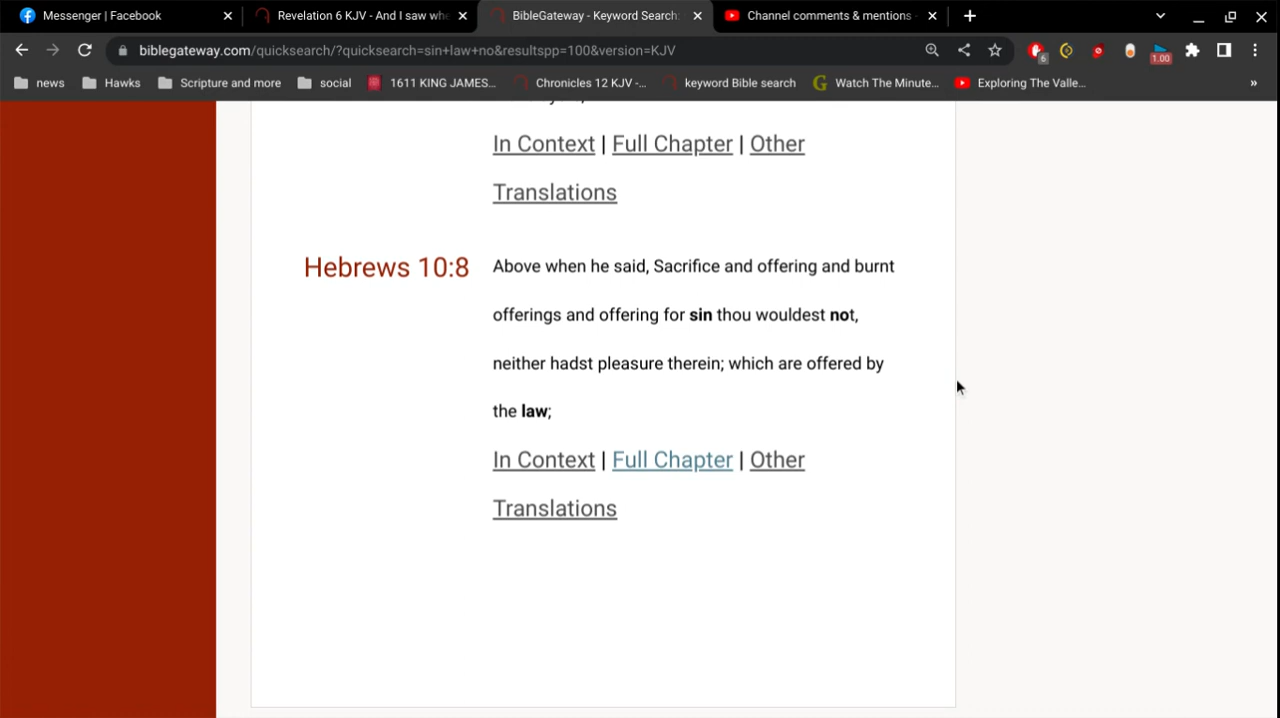 Messenger | Facebook
Revelation 6 KJV - And I saw whe
BibleGateway - Keyword Search:
Channel comments & mentions -
biblegateway.com/quicksearch/?quicksearch=sin+law+no&resultspp=100&version=KJV
6
1.00
news
Hawks
Scripture and more
social
1611 KING JAMES...
Chronicles 12 KJV -...
keyword Bible search
Watch The Minute...
Exploring The Valle...
»
In Context | Full Chapter | Other
Translations
Hebrews 10:8
Above when he said, Sacrifice and offering and burnt
offerings and offering for sin thou wouldest not,
neither hadst pleasure therein; which are offered by
the law;
In Context | Full Chapter | Other
Translations